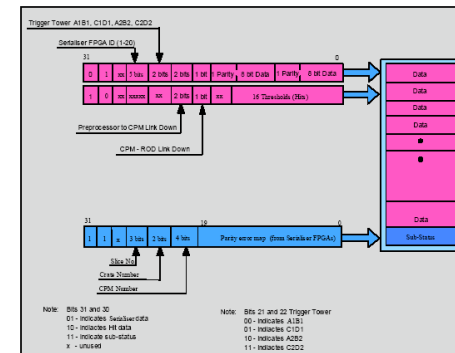 Trigger Tower A1B1, C1D1, A2B2, C2D2
Serialiser FPGA ID (1-20)
31 0
0 1 xx 5 bits 2 bits 2 bits 1 bit 1 Parity 8 bit Data 1 Parity 8 bit Data
1 0 xx xxxxx xx 2 bits 1 bit xx 16 Thresholds (Hits)
Preprocessor to CPM Link Down
CPM - ROD Link Down
Data
Data
Data
Data
Data
Sub-Status
31 19 0
1 1 x 3 bits 2 bits 4 bits Parity error map (from Serialiser FPGAs)
Slice No
Crate Number
CPM Number
Note: Bits 31 and 30
01 - Indicates Serialiser data
10 - Indicates Hit data
11 - Indicate sub-status
x - unused
Note: Bits 21 and 22 Trigger Tower
00 - Indicates A1B1
01 - Indicates C1D1
10 - Indicates A2B2
11 - Indicates C2D2